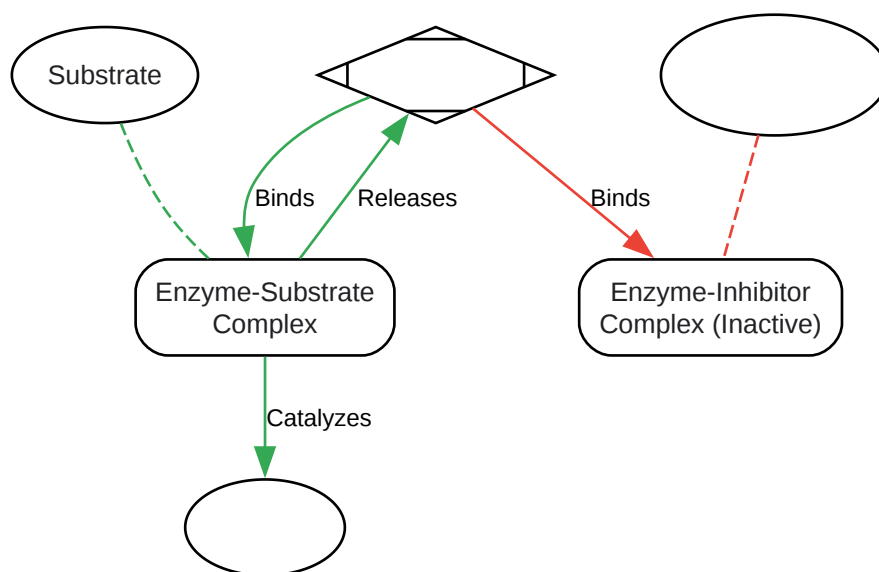 Substrate
Binds
Releases
Binds
Enzyme-Substrate
Complex
Enzyme-Inhibitor
Complex (Inactive)
Catalyzes